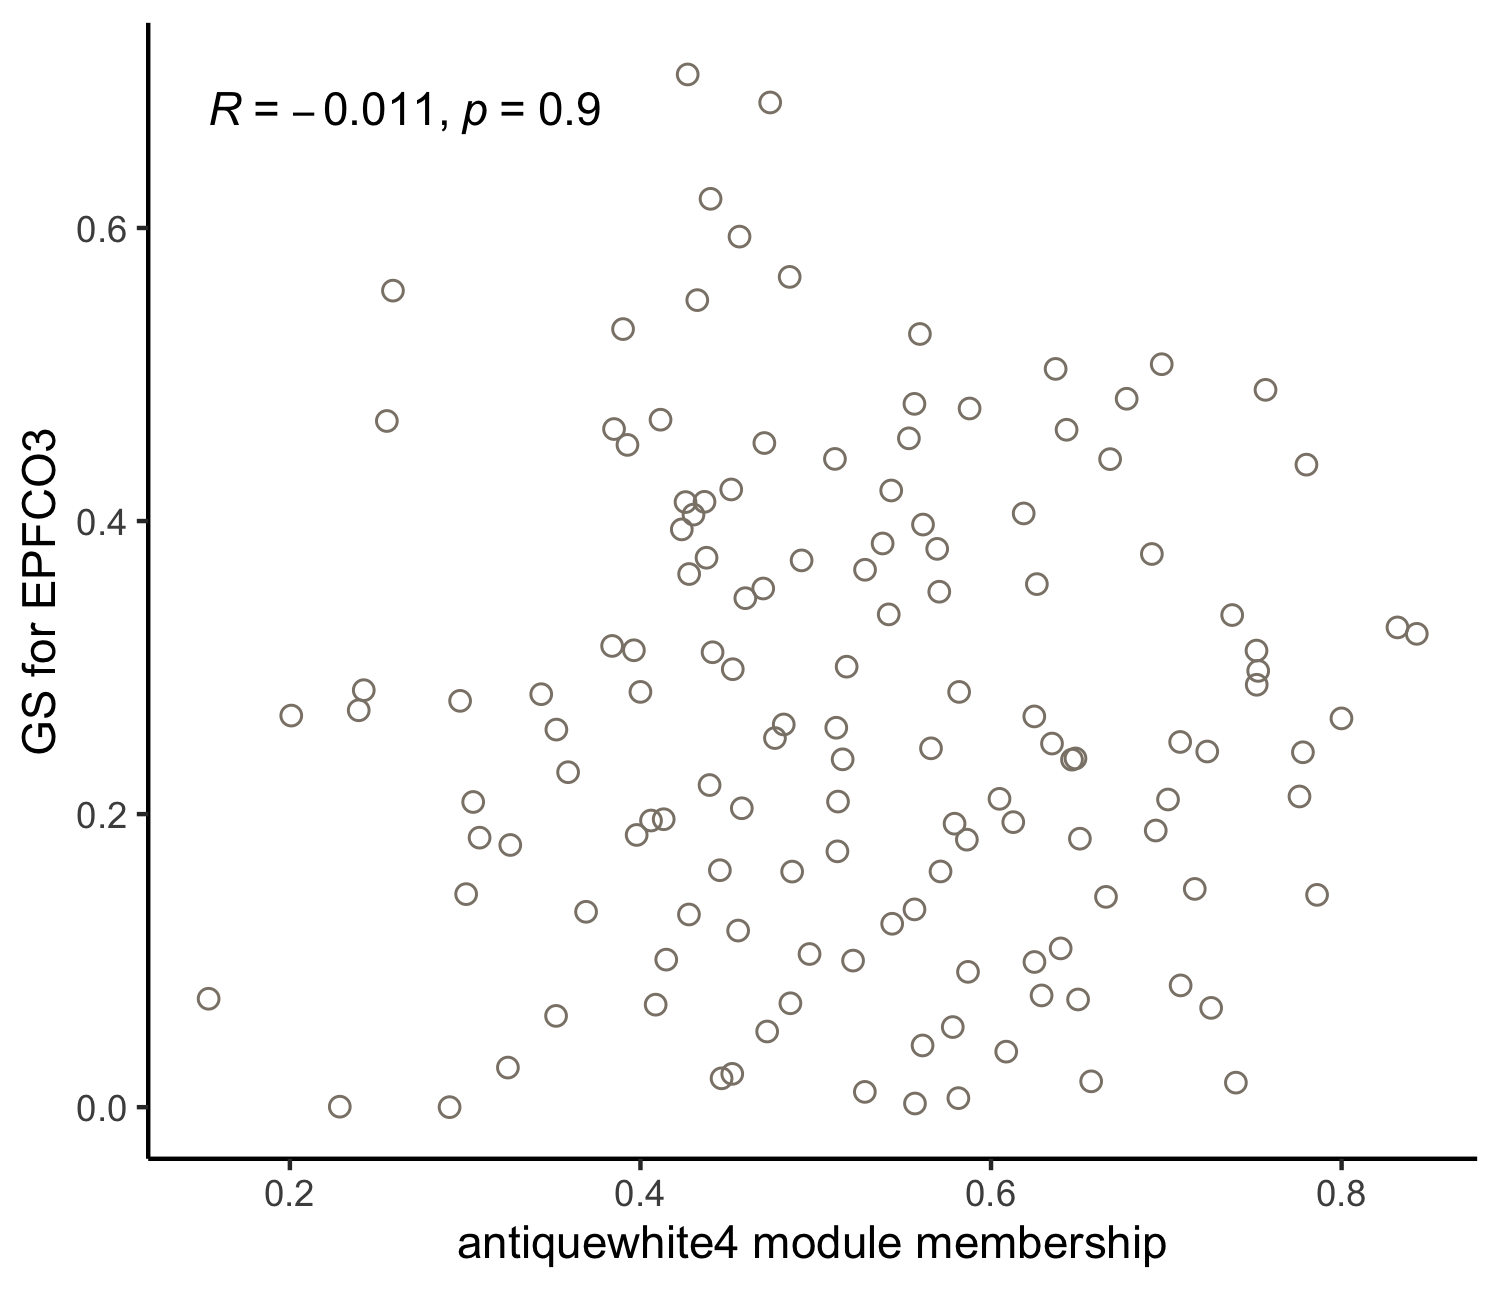 R = −0.011, p = 0.9
GS for EPFCO3
0.6
0.4
0.2
0.0
0.2 0.4 0.6 0.8
antiquewhite4 module membership